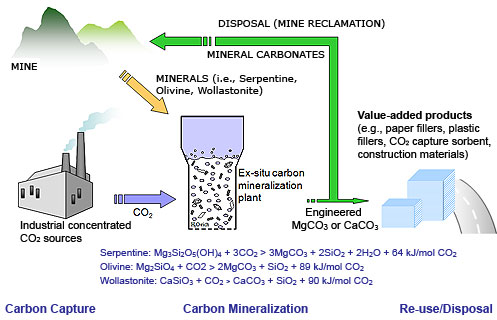 DISPOSAL (MINE RECLAMATION)
MINERAL CARBONATES
MINE
MINERALS (i.e., Serpentine,
Olivine, Wollastonite)
Value-added products
(e.g., paper fillers, plastic
fillers, CO₂ capture sorbent,
construction materials)
Ex-situ carbon
mineralization
plant
CO₂
Industrial concentrated
CO₂ sources
Engineered
MgCO₃ or CaCO₃
Serpentine: Mg₃Si₂O₅(OH)₄ + 3CO₂ > 3MgCO₃ + 2SiO₂ + 2H₂O + 64 kJ/mol CO₂
Olivine: Mg₂SiO₄ + CO2 > 2MgCO₃ + SiO₂ + 89 kJ/mol CO₂
Wollastonite: CaSiO₃ + CO₂ > CaCO₃ + SiO₂ + 90 kJ/mol CO₂
Carbon Capture
Carbon Mineralization
Re-use/Disposal